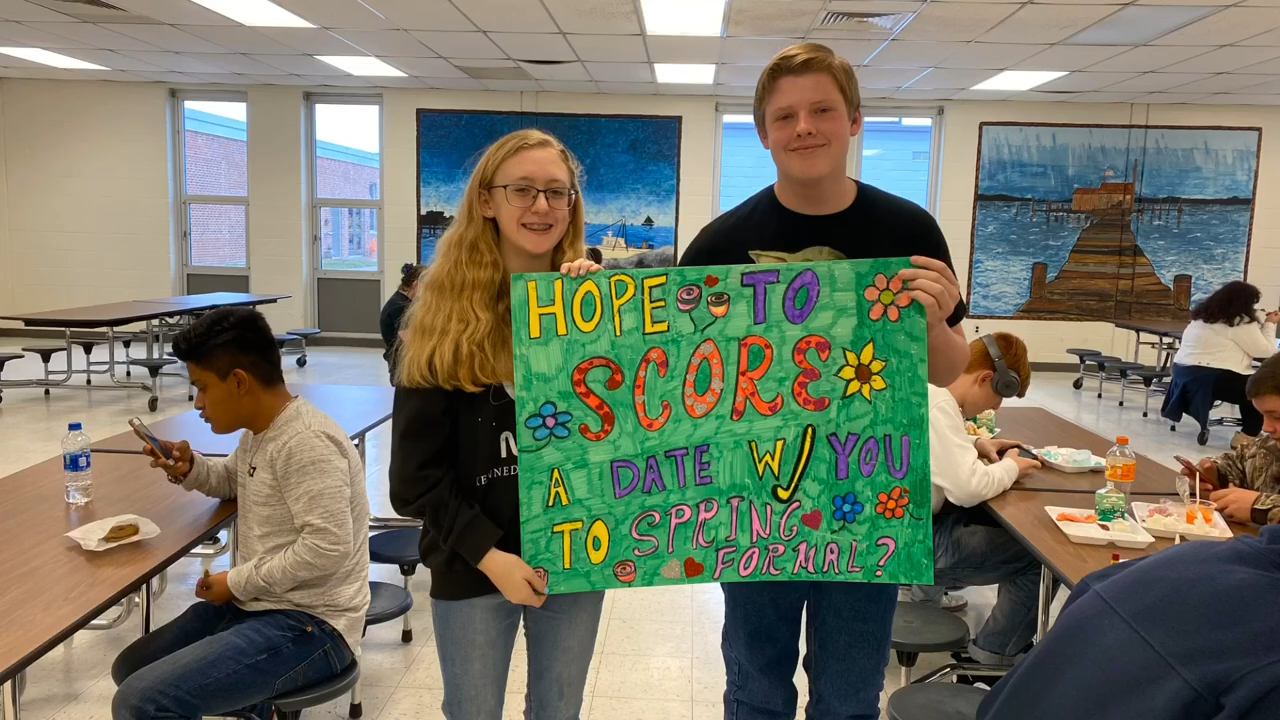 HOPE TO
SCORE
A DATE W/ YOU
TO SPRING
FORMAL?